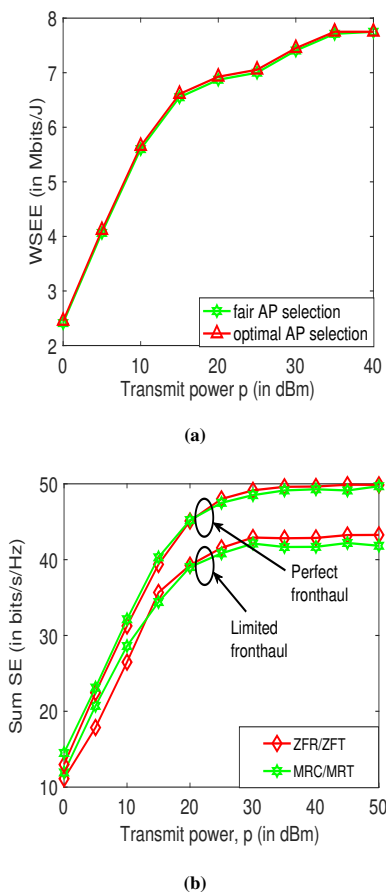 8
7
6
5
4
3
2
WSEE (in Mbits/J)
fair AP selection
optimal AP selection
0 10 20 30 40
Transmit power p (in dBm)
(a)
50
40
30
20
10
Sum SE (in bits/s/Hz)
Perfect
fronthaul
Limited
fronthaul
ZFR/ZFT
MRC/MRT
0 10 20 30 40 50
Transmit power, p (in dBm)
(b)